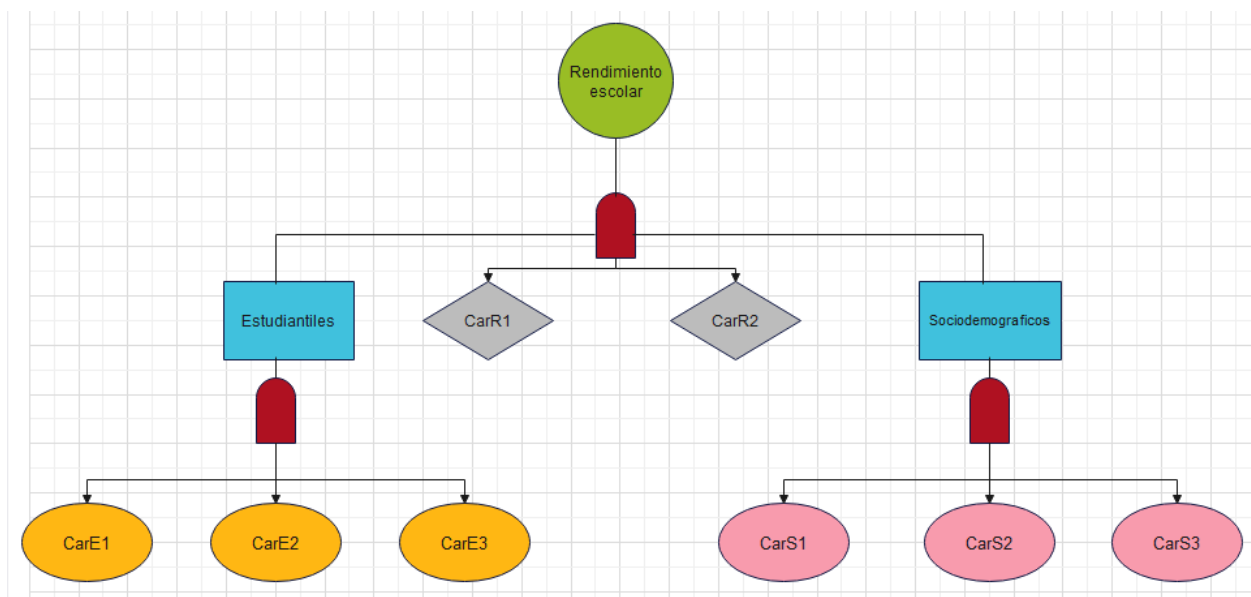 Rendimiento
escolar
Estudiantiles
CarR1
CarR2
Sociodemograficos
CarE1
CarE2
CarE3
CarS1
CarS2
CarS3